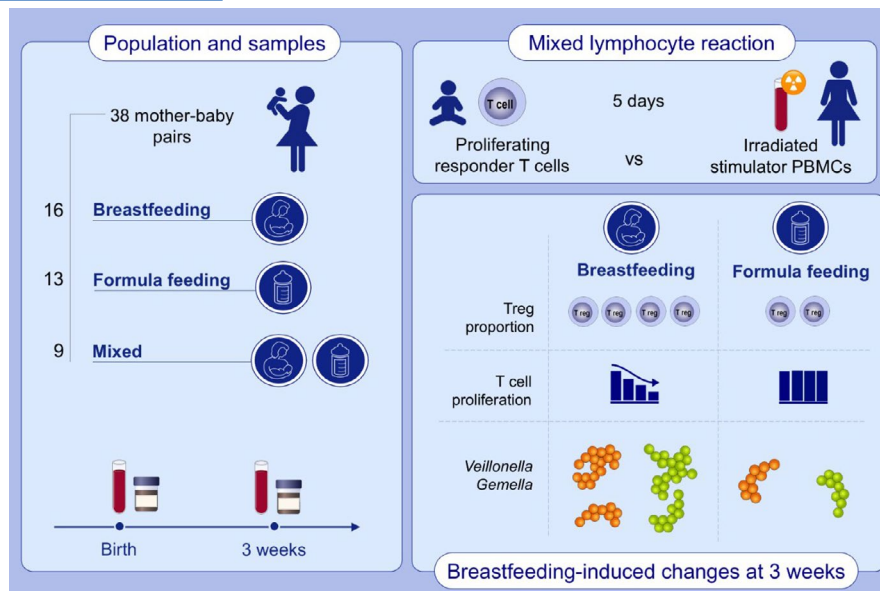 Population and samples
38 mother-baby
pairs
16
Breastfeeding
13
Formula feeding
9
Mixed
Birth
3 weeks
Mixed lymphocyte reaction
T cell
Proliferating
responder T cells
5 days
vs
Irradiated
stimulator PBMCs
Breastfeeding
Formula feeding
Treg
proportion
T reg
T reg
T reg
T reg
T reg
T reg
T cell
proliferation
Veillonella
Gemella
Breastfeeding-induced changes at 3 weeks